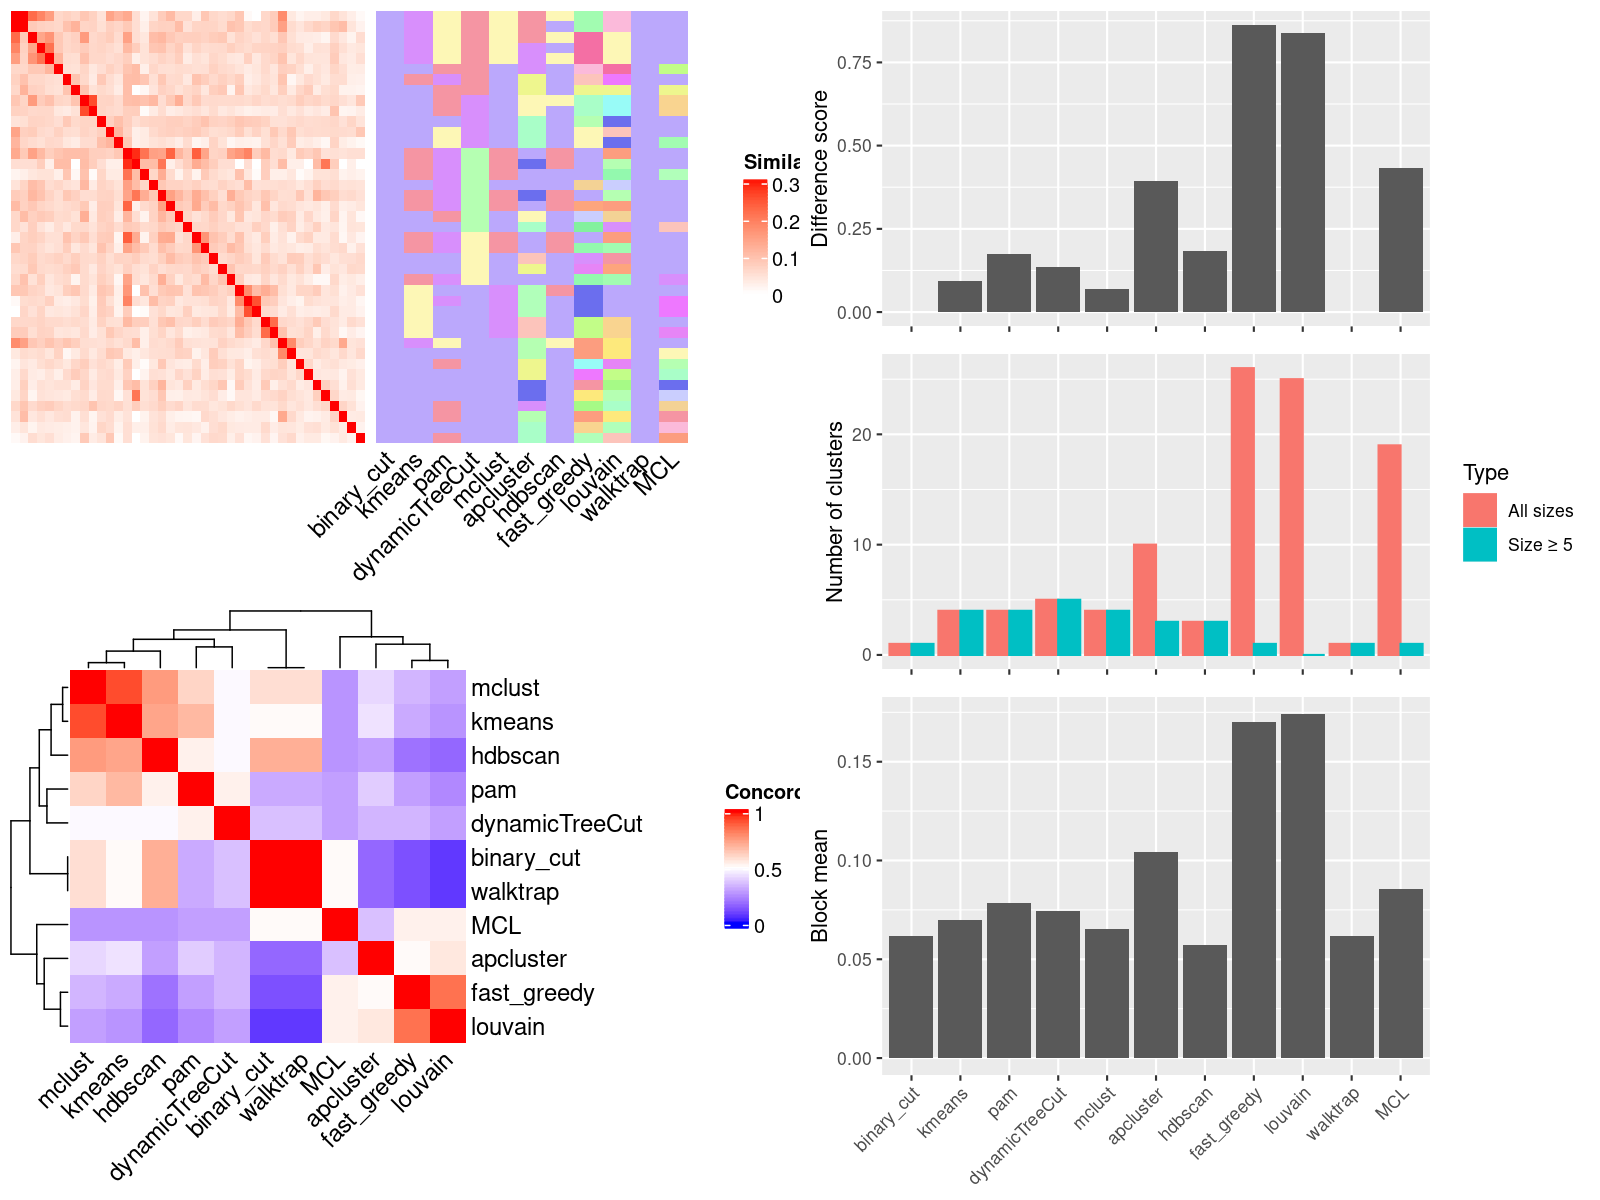 Simila
0.3
0.2
0.1
0
binary_cut
kmeans
pam
dynamicTreeCut
mclust
apcluster
hdbscan
fast_greedy
louvain
walktrap
MCL
Difference score
0.75
0.50
0.25
0.00
Number of clusters
20
10
0
Type
All sizes
Size ≥ 5
Block mean
0.15
0.10
0.05
0.00
binary_cut
kmeans
pam
dynamicTreeCut
mclust
apcluster
hdbscan
fast_greedy
louvain
walktrap
MCL
mclust
kmeans
hdbscan
pam
dynamicTreeCut
binary_cut
walktrap
MCL
apcluster
fast_greedy
louvain
mclust
kmeans
hdbscan
pam
dynamicTreeCut
binary_cut
walktrap
MCL
apcluster
fast_greedy
louvain
Concord
1
0.5
0